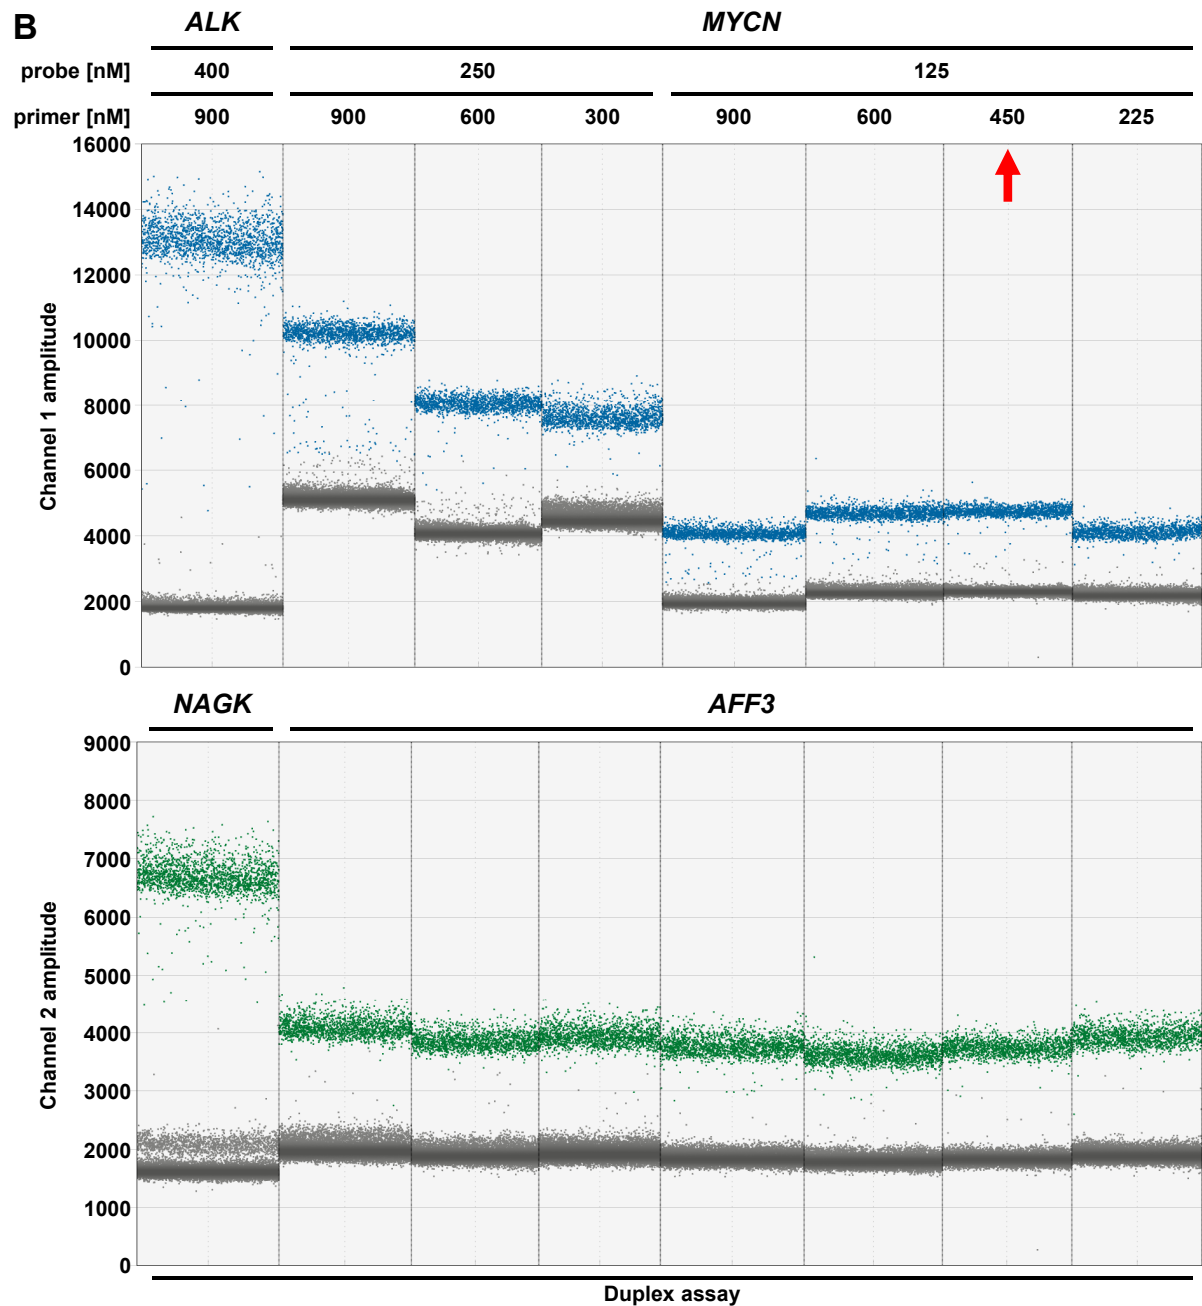 B
ALK MYCN
probe [nM] 400 250 125
primer [nM] 900 900 600 300 900 600 450 225
16000
14000
12000
10000
8000
6000
4000
2000
0
Channel 1 amplitude
NAGK AFF3
9000
8000
7000
6000
5000
4000
3000
2000
1000
0
Channel 2 amplitude
Duplex assay